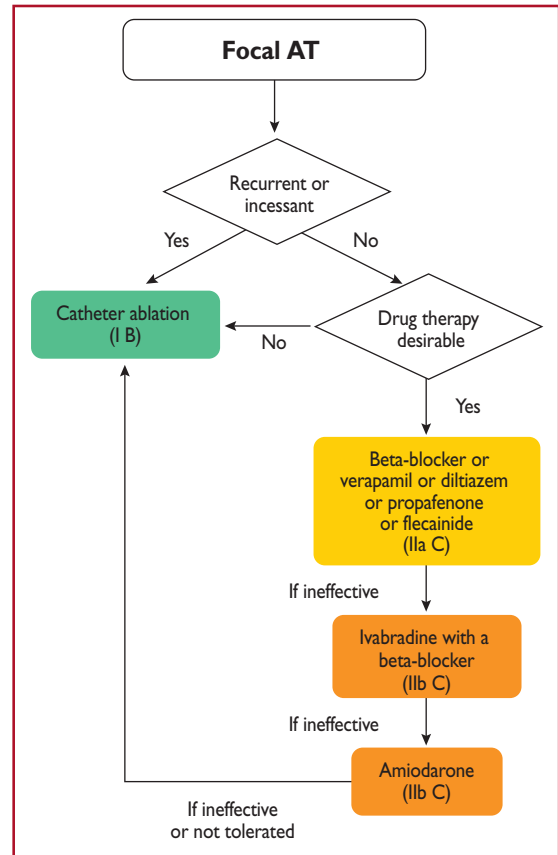 Focal AT
Recurrent or
incessant
Yes
No
Catheter ablation
(I B)
No
Drug therapy
desirable
Yes
Beta-blocker or
verapamil or diltiazem
or propafenone
or flecainide
(IIa C)
If ineffective
Ivabradine with a
beta-blocker
(IIb C)
If ineffective
Amiodarone
(IIb C)
If ineffective
or not tolerated